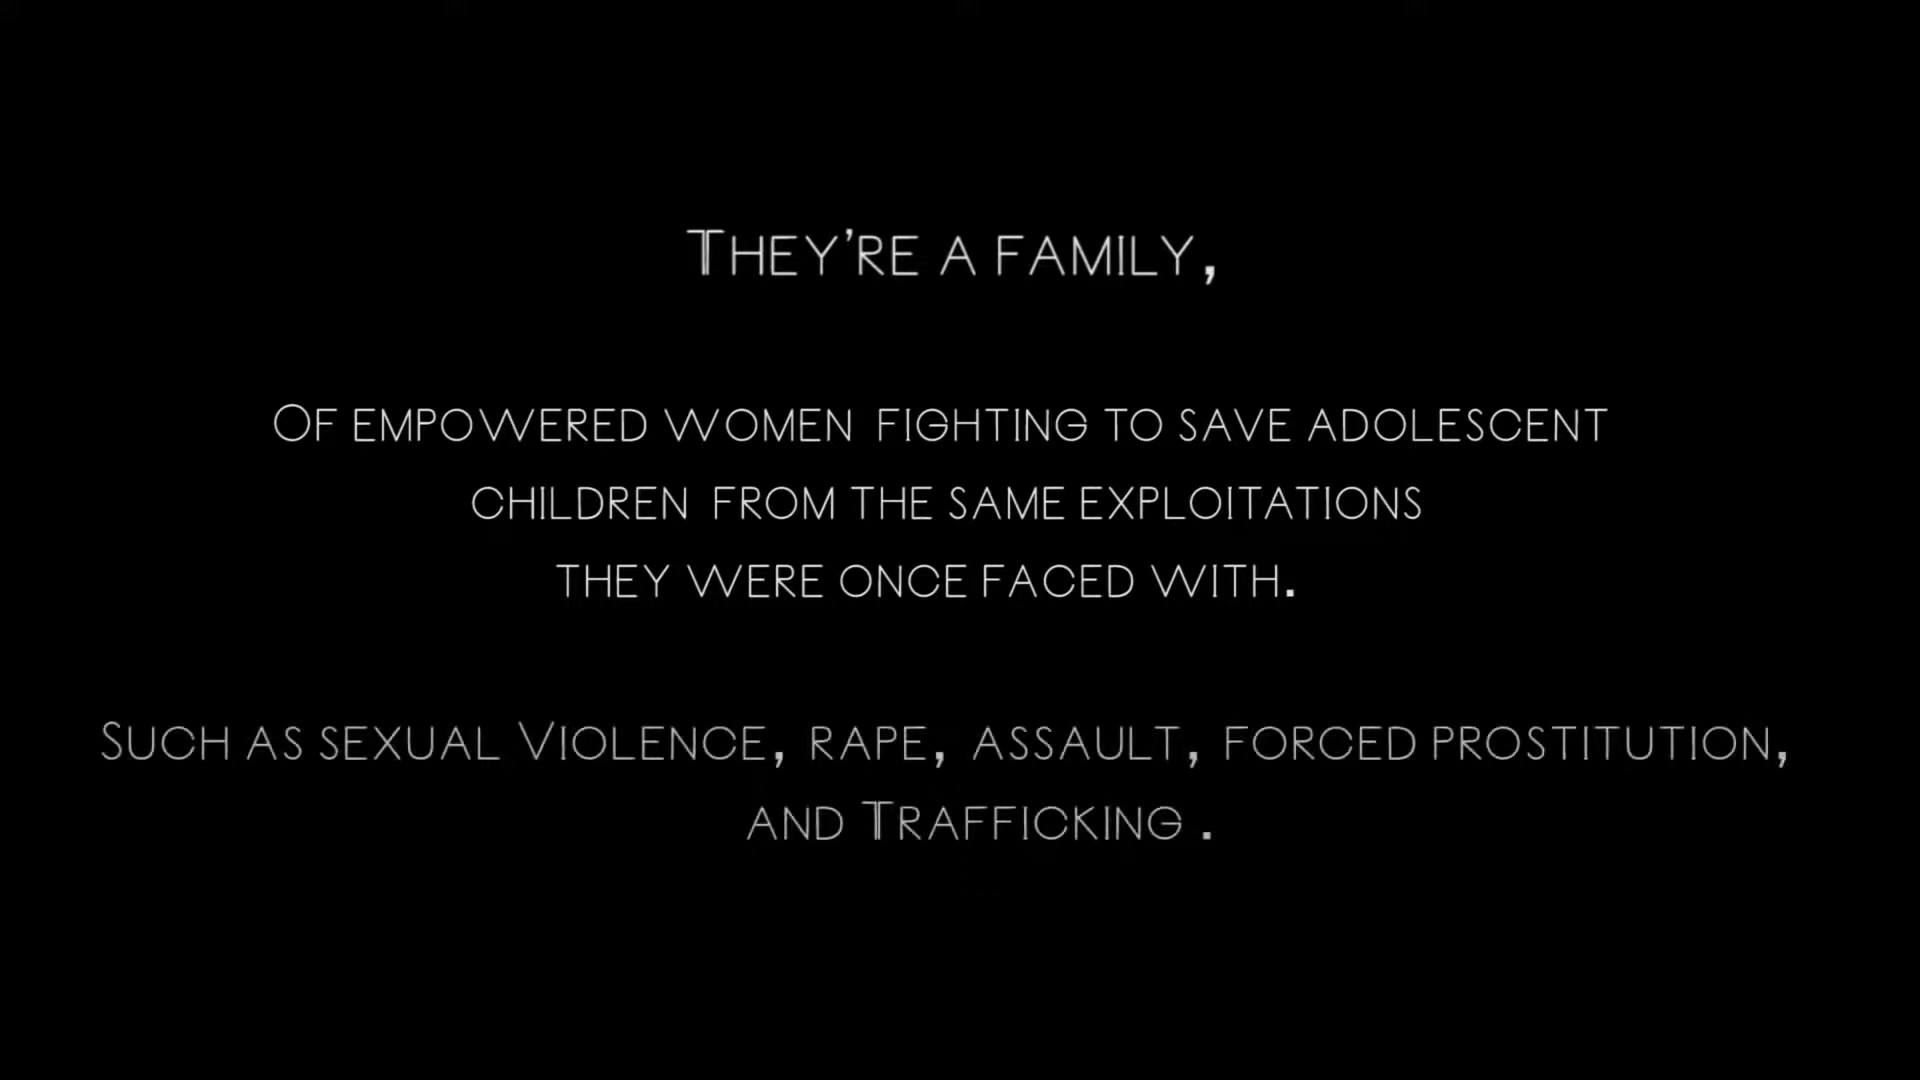 They're a family,
Of empowered women fighting to save adolescent
children from the same exploitations
they were once faced with.
Such as sexual Violence, rape, assault, forced prostitution,
and Trafficking .